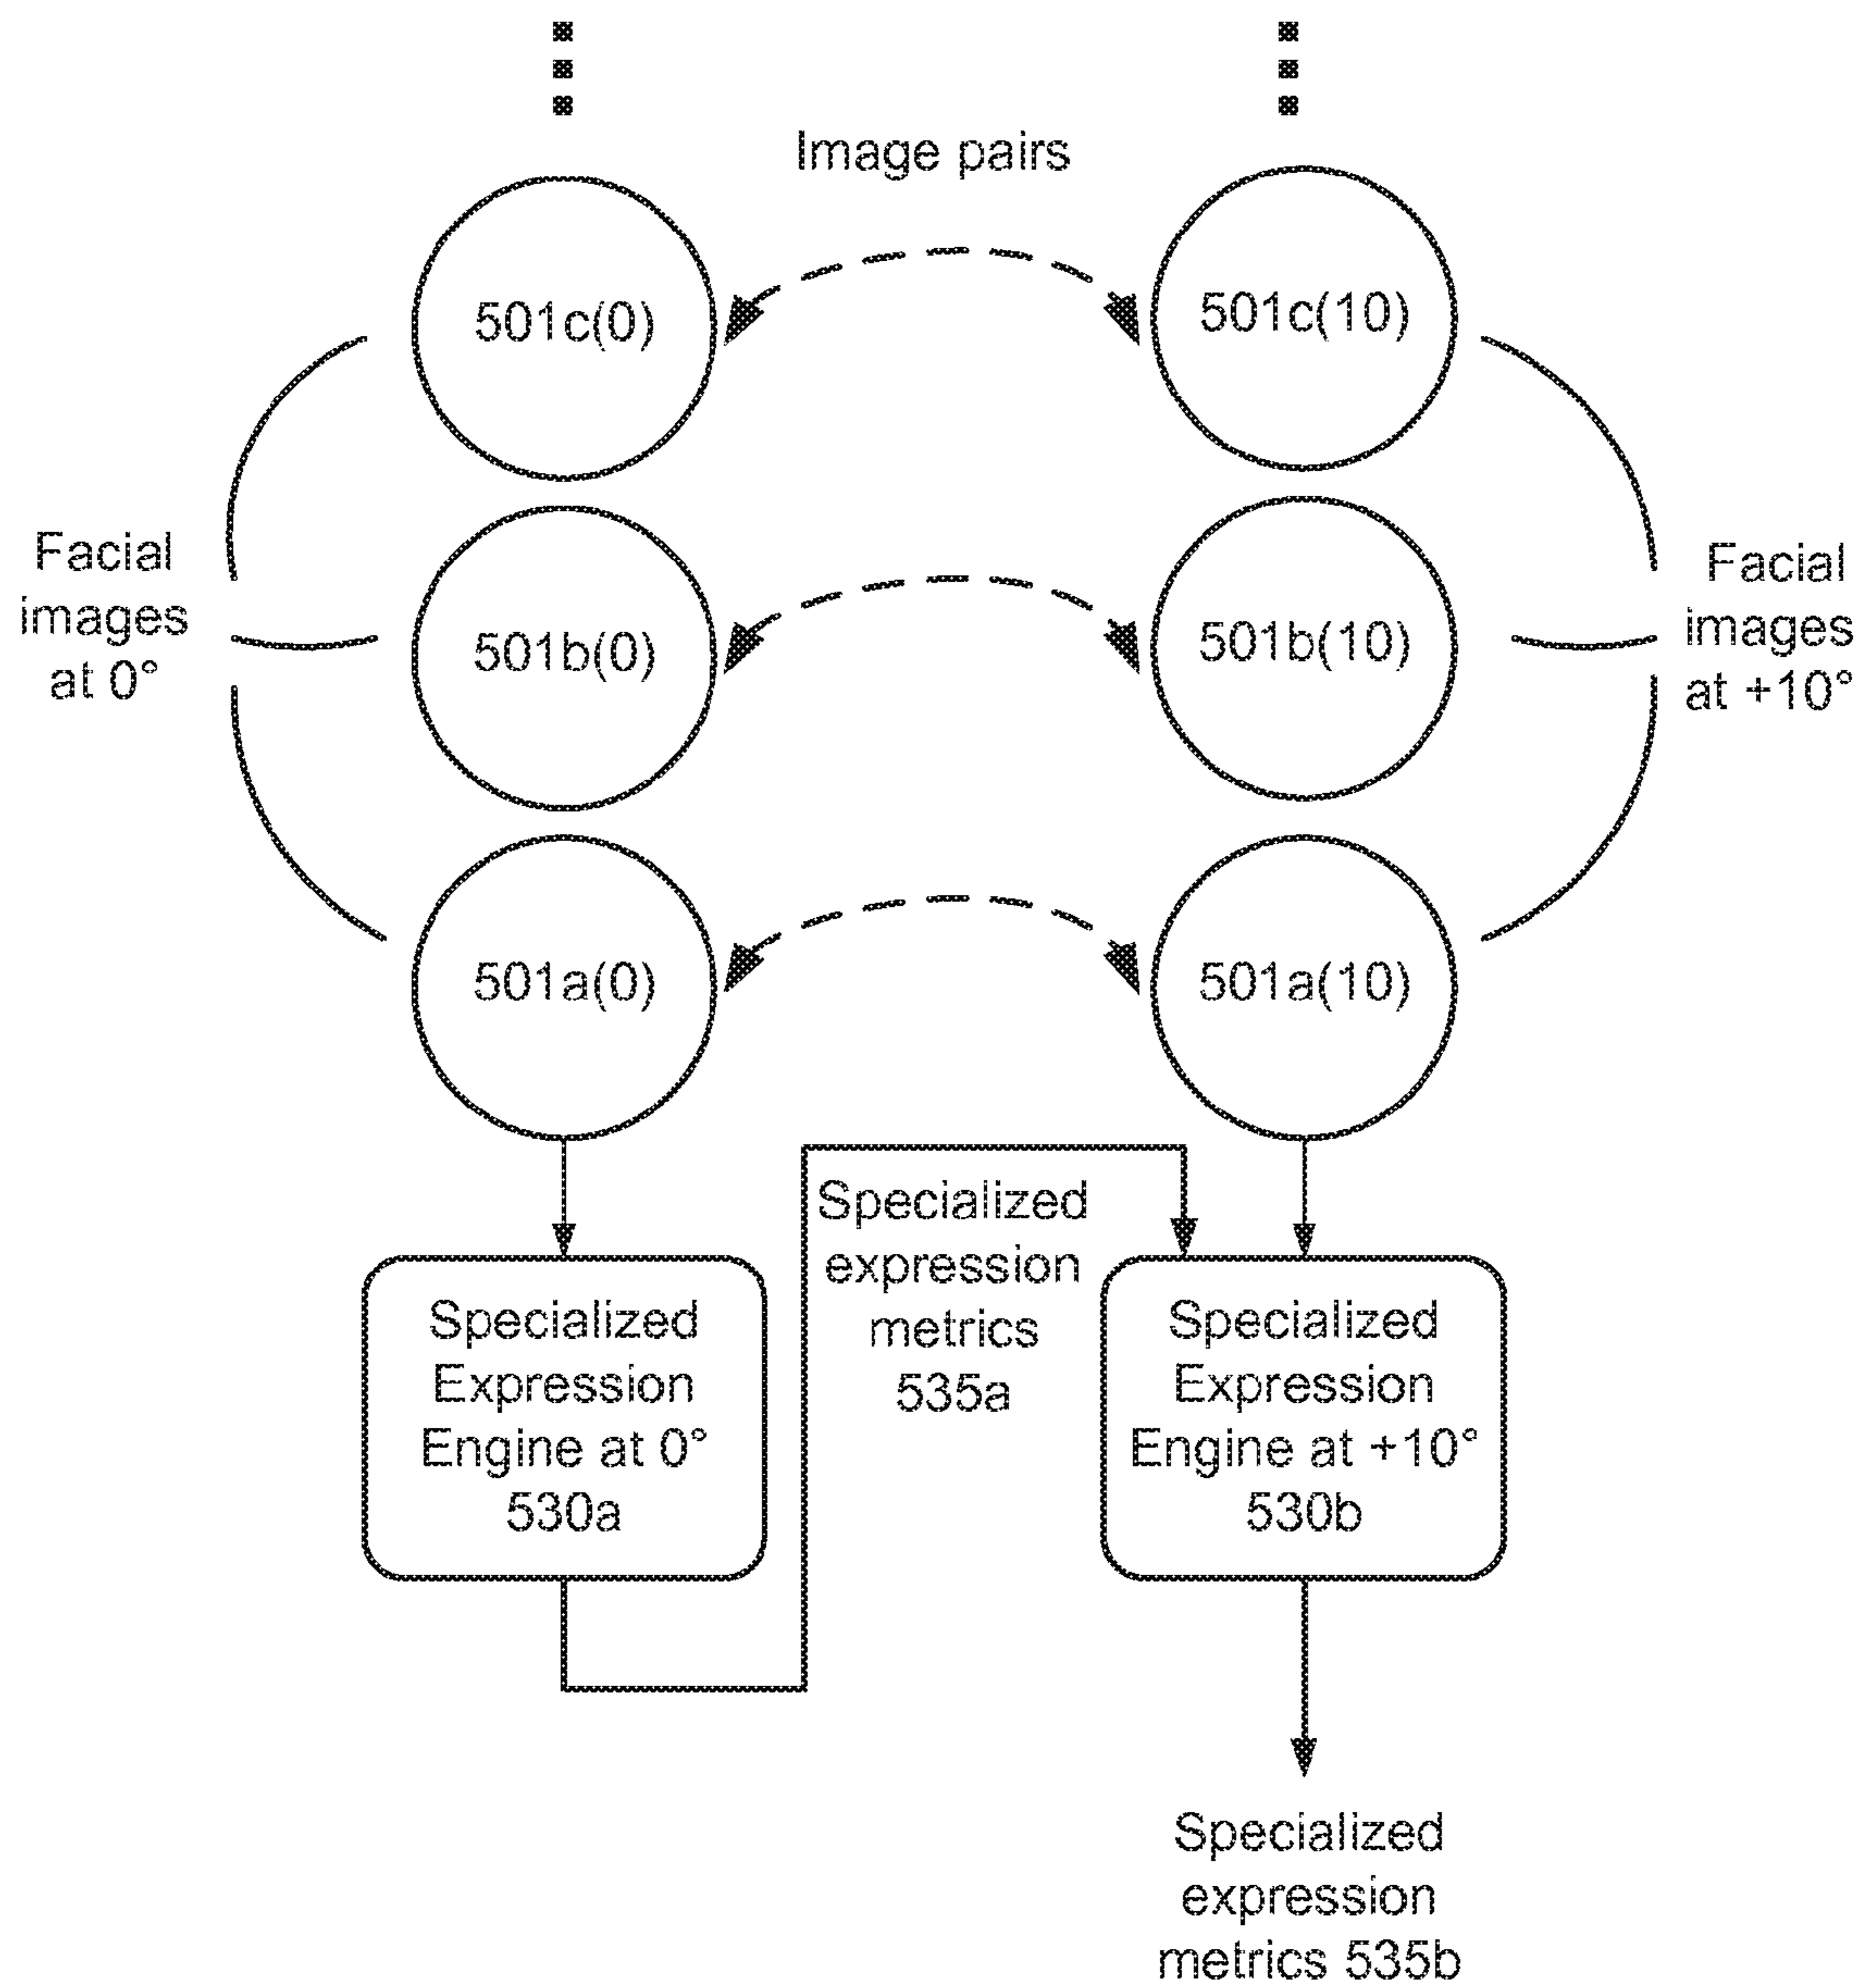 Image pairs
501c(0)
501c(10)
Facial
images
at 0°
501b(0)
501b(10)
Facial
images
at +10°
501a(0)
501a(10)
Specialized
expression
metrics
535a
Specialized
Expression
Engine at 0°
530a
Specialized
Expression
Engine at +10°
530b
Specialized
expression
metrics 535b